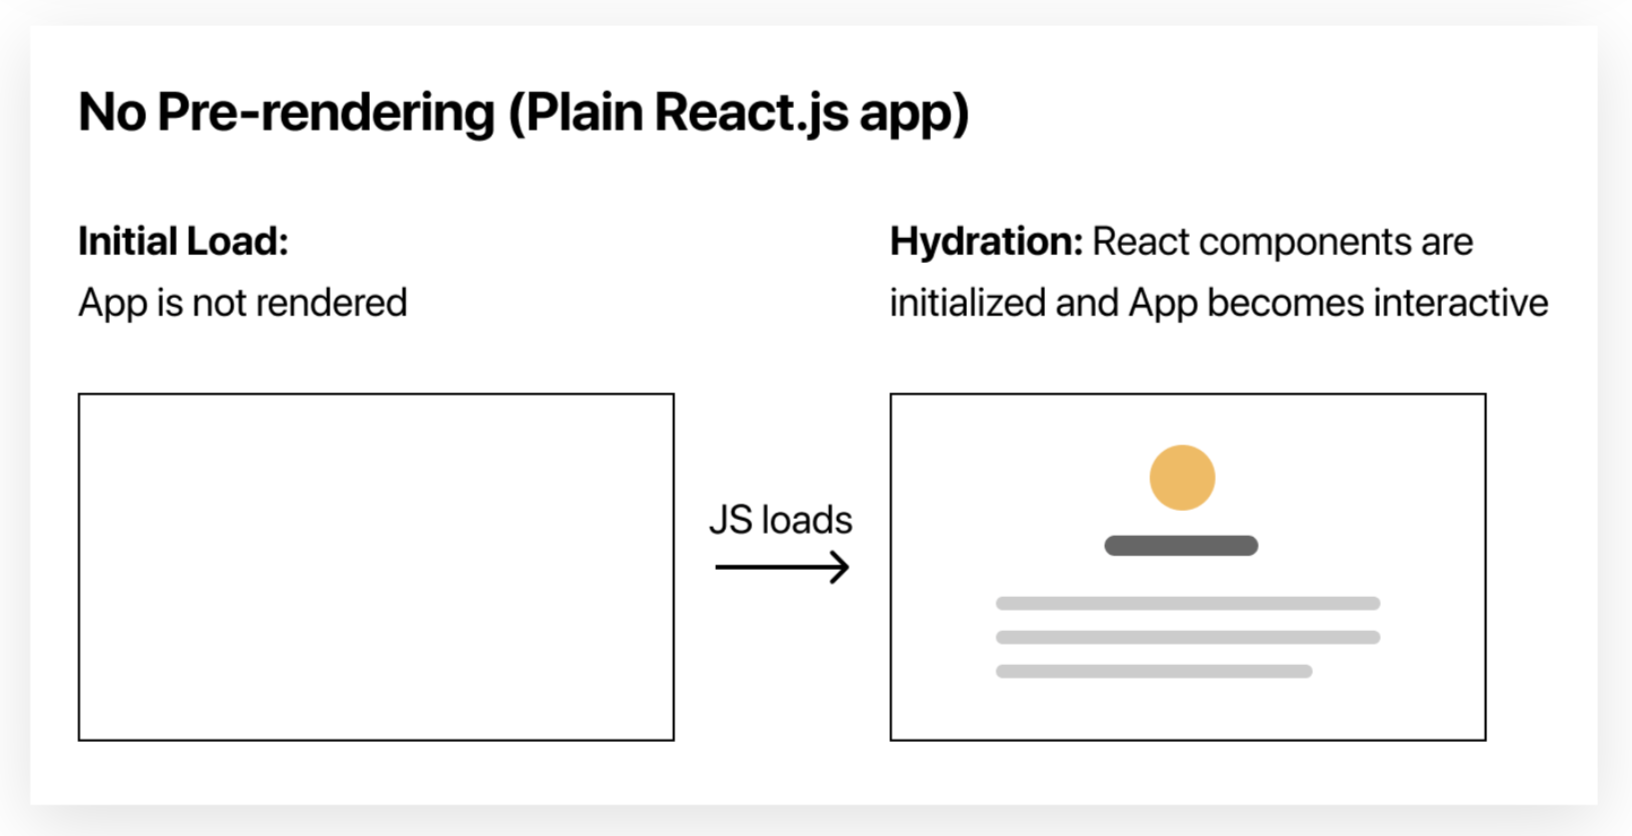 No Pre-rendering (Plain React.js app)
Initial Load:
App is not rendered
Hydration: React components are
initialized and App becomes interactive
JS loads